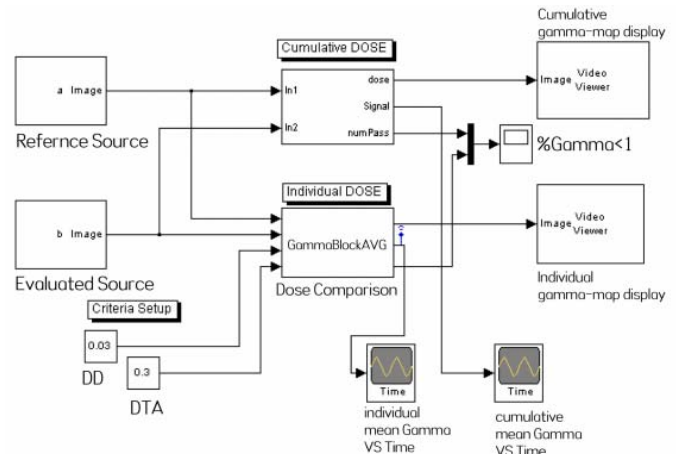 Cumulative
gamma-map display
Cumulative DOSE
a Image
Refernce Source
In1
In2
dose
Signal
numPass
Image Video
Viewer
%Gamma<1
Individual DOSE
b Image
Evaluated Source
GammaBlockAVG
Dose Comparison
Image Video
Viewer
Individual
gamma-map display
Criteria Setup
0.03
DD
0.3
DTA
Time
individual
mean Gamma
VS Time
Time
cumulative
mean Gamma
VS Time